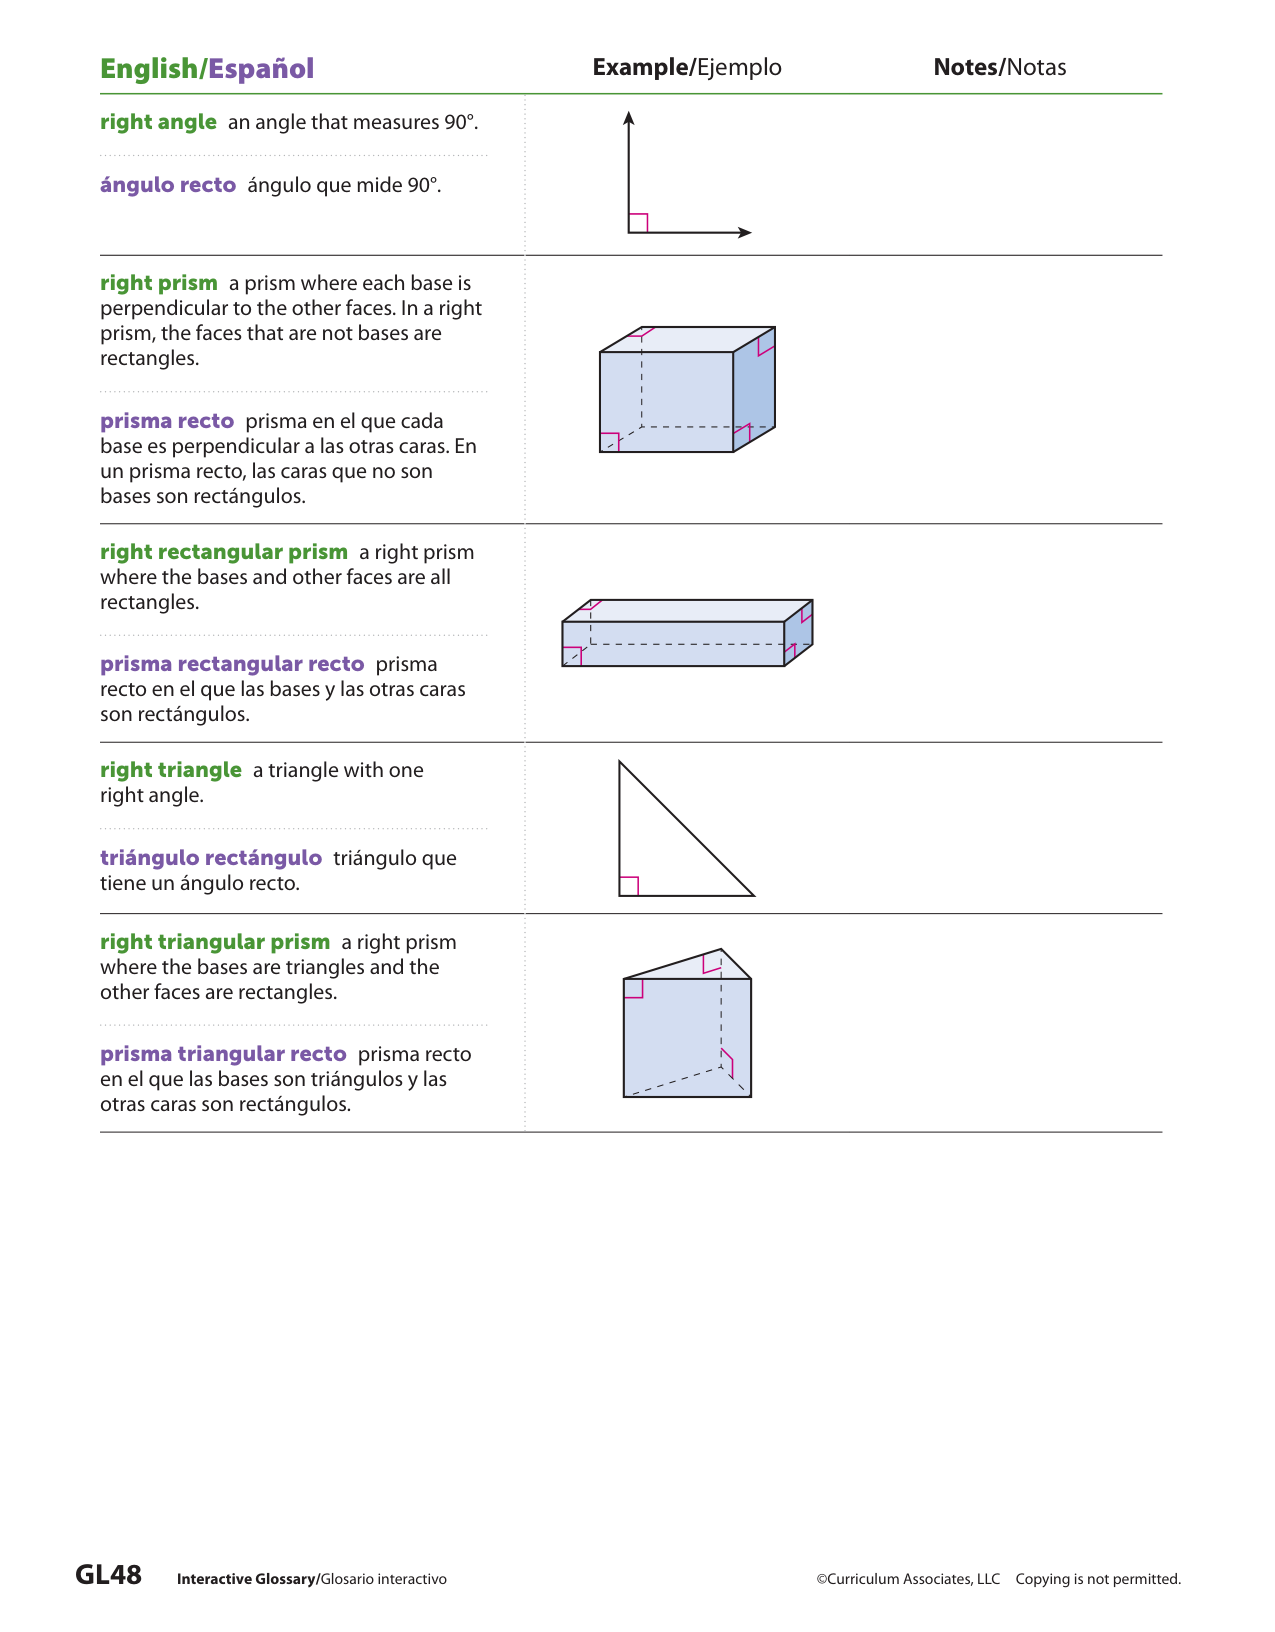 English/Español
Example/Ejemplo
Notes/Notas
right angle an angle that measures 90°.
ángulo recto ángulo que mide 90°.
right prism a prism where each base is
perpendicular to the other faces. In a right
prism, the faces that are not bases are
rectangles.
prisma recto prisma en el que cada
base es perpendicular a las otras caras. En
un prisma recto, las caras que no son
bases son rectángulos.
right rectangular prism a right prism
where the bases and other faces are all
rectangles.
prisma rectangular recto prisma
recto en el que las bases y las otras caras
son rectángulos.
right triangle a triangle with one
right angle.
triángulo rectángulo triángulo que
tiene un ángulo recto.
right triangular prism a right prism
where the bases are triangles and the
other faces are rectangles.
prisma triangular recto prisma recto
en el que las bases son triángulos y las
otras caras son rectángulos.
GL48
Interactive Glossary/Glosario interactivo
©Curriculum Associates, LLC Copying is not permitted.